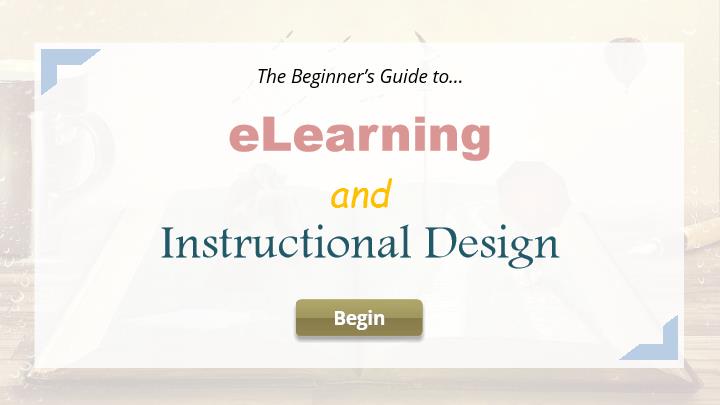 The Beginner's Guide to...
eLearning
and
Instructional Design
Begin